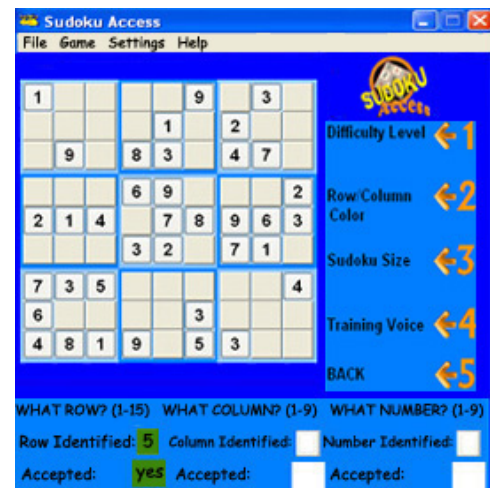 Sudoku Access
File Game Settings Help
1 9 3
1 2
9 8 3 4 7
6 9 2
2 1 4 7 8 9 6 3
3 2 7 1
7 3 5 4
6 3
4 8 1 9 5 3
SUDOKU
Access
Difficulty Level 1
Row/Column
Color 2
Sudoku Size 3
Training Voice 4
BACK 5
WHAT ROW? (1-15) WHAT COLUMN? (1-9) WHAT NUMBER? (1-9)
Row Identified: 5 Column Identified: Number Identified:
Accepted: yes Accepted: Accepted: